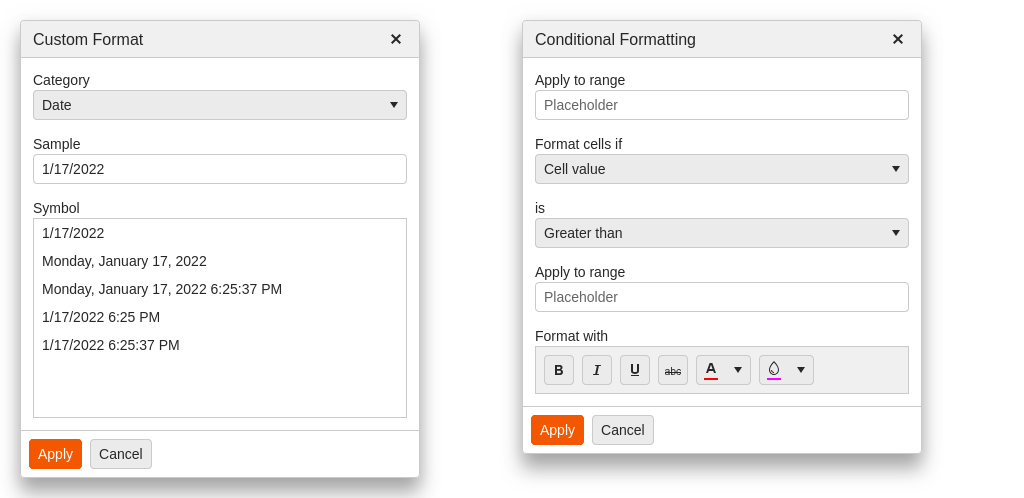 Custom Format
Category
Date
Sample
1/17/2022
Symbol
1/17/2022
Monday, January 17, 2022
Monday, January 17, 2022 6:25:37 PM
1/17/2022 6:25 PM
1/17/2022 6:25:37 PM
Apply
Cancel
Conditional Formatting
Apply to range
Placeholder
Format cells if
Cell value
is
Greater than
Apply to range
Placeholder
Format with
B I U abc A
Apply
Cancel